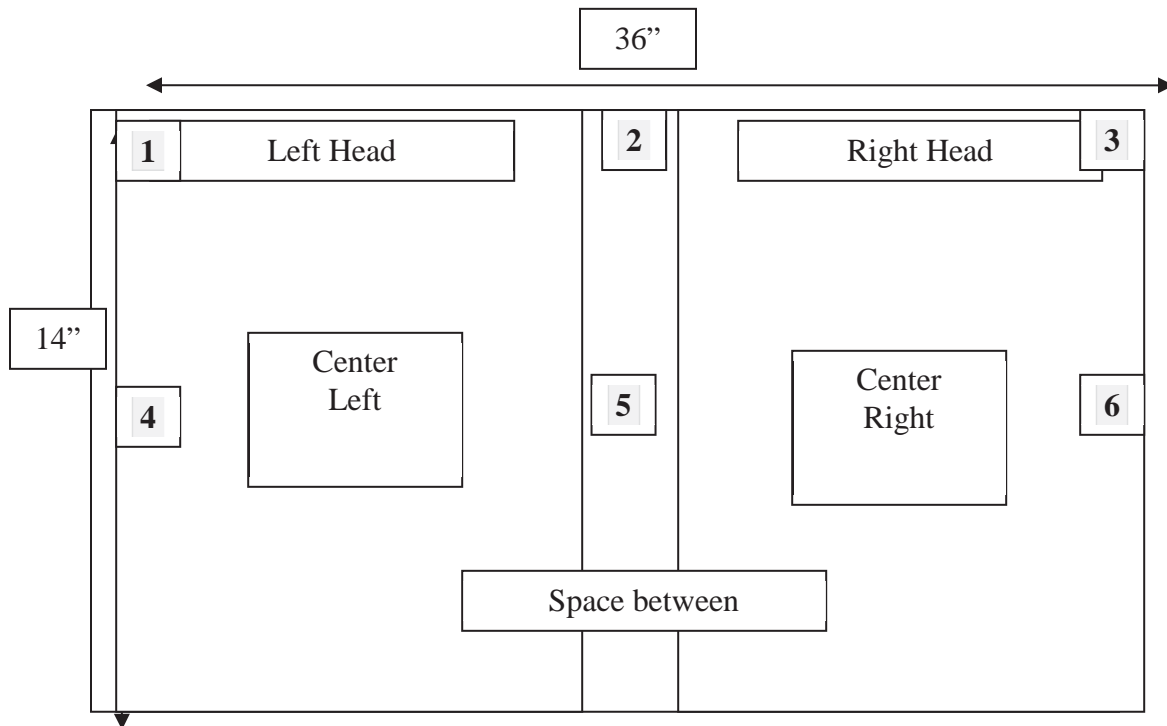 36”
1
Left Head
2
Right Head
3
14”
Center
Left
Center
Right
4
5
6
Space between